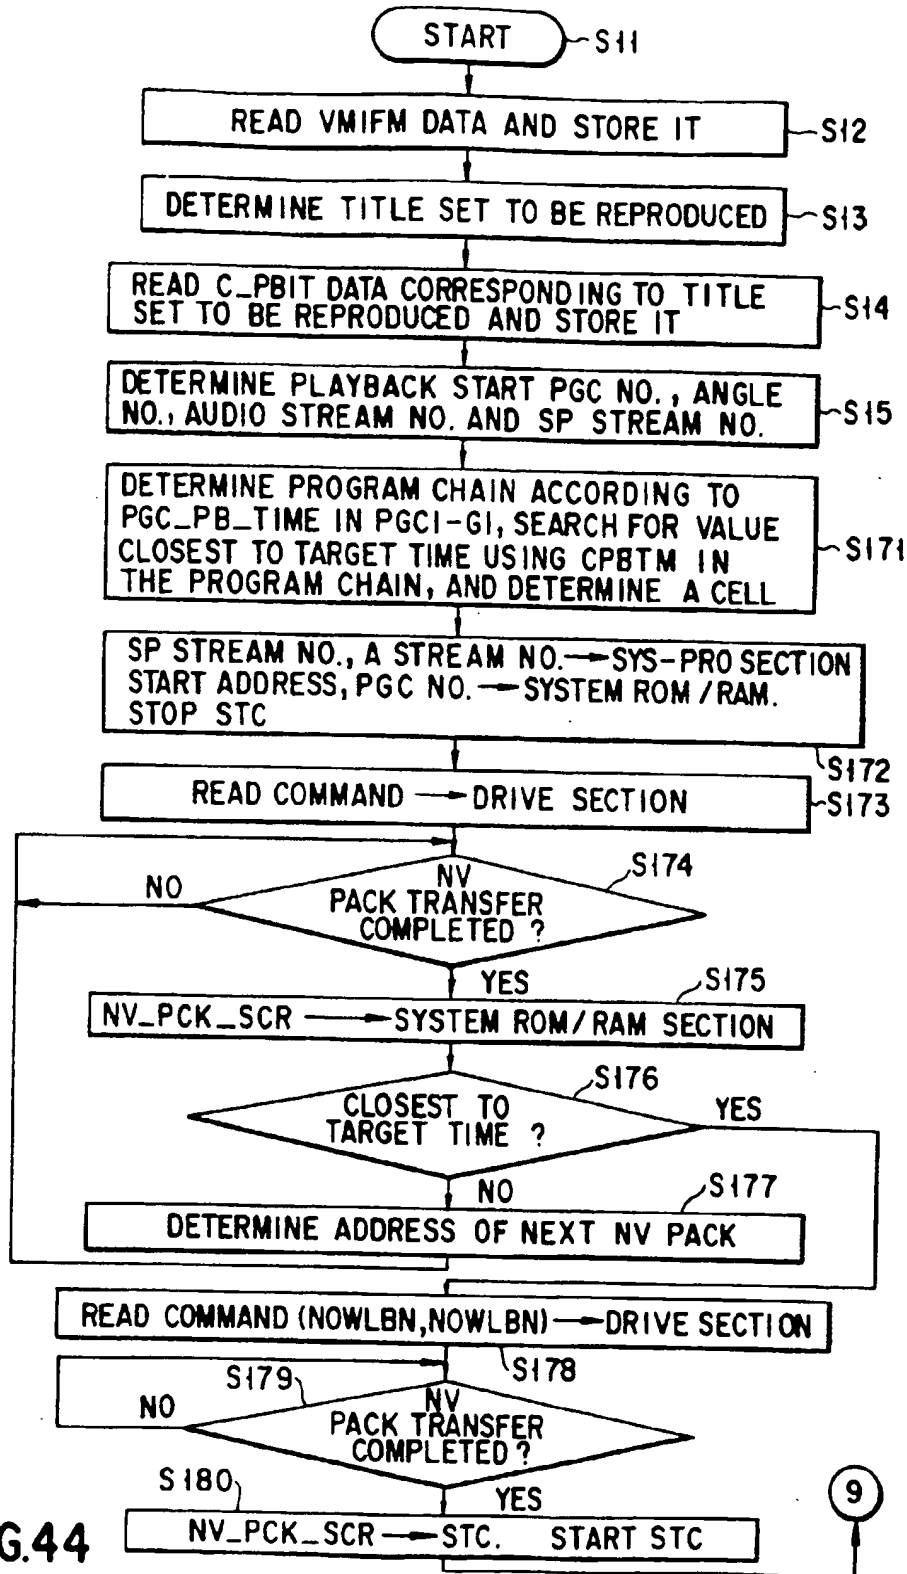 START
S11
READ VMIFM DATA AND STORE IT
S12
DETERMINE TITLE SET TO BE REPRODUCED
S13
READ C_PBIT DATA CORRESPONDING TO TITLE
SET TO BE REPRODUCED AND STORE IT
S14
DETERMINE PLAYBACK START PGC NO., ANGLE
NO., AUDIO STREAM NO. AND SP STREAM NO.
S15
DETERMINE PROGRAM CHAIN ACCORDING TO
PGC_PB_TIME IN PGCI-GI, SEARCH FOR VALUE
CLOSEST TO TARGET TIME USING CPBTM IN
THE PROGRAM CHAIN, AND DETERMINE A CELL
S171
SP STREAM NO., A STREAM NO. → SYS-PRO SECTION
START ADDRESS, PGC NO. → SYSTEM ROM/RAM.
STOP STC
S172
READ COMMAND → DRIVE SECTION
S173
S174
NO
NV
PACK TRANSFER
COMPLETED ?
YES
S175
NV_PCK_SCR → SYSTEM ROM/RAM SECTION
S176
CLOSEST TO
TARGET TIME ?
YES
NO
S177
DETERMINE ADDRESS OF NEXT NV PACK
READ COMMAND (NOWLBN,NOWLBN) → DRIVE SECTION
S178
S179
NO
NV
PACK TRANSFER
COMPLETED ?
YES
S180
9
NV_PCK_SCR → STC. START STC
G.44